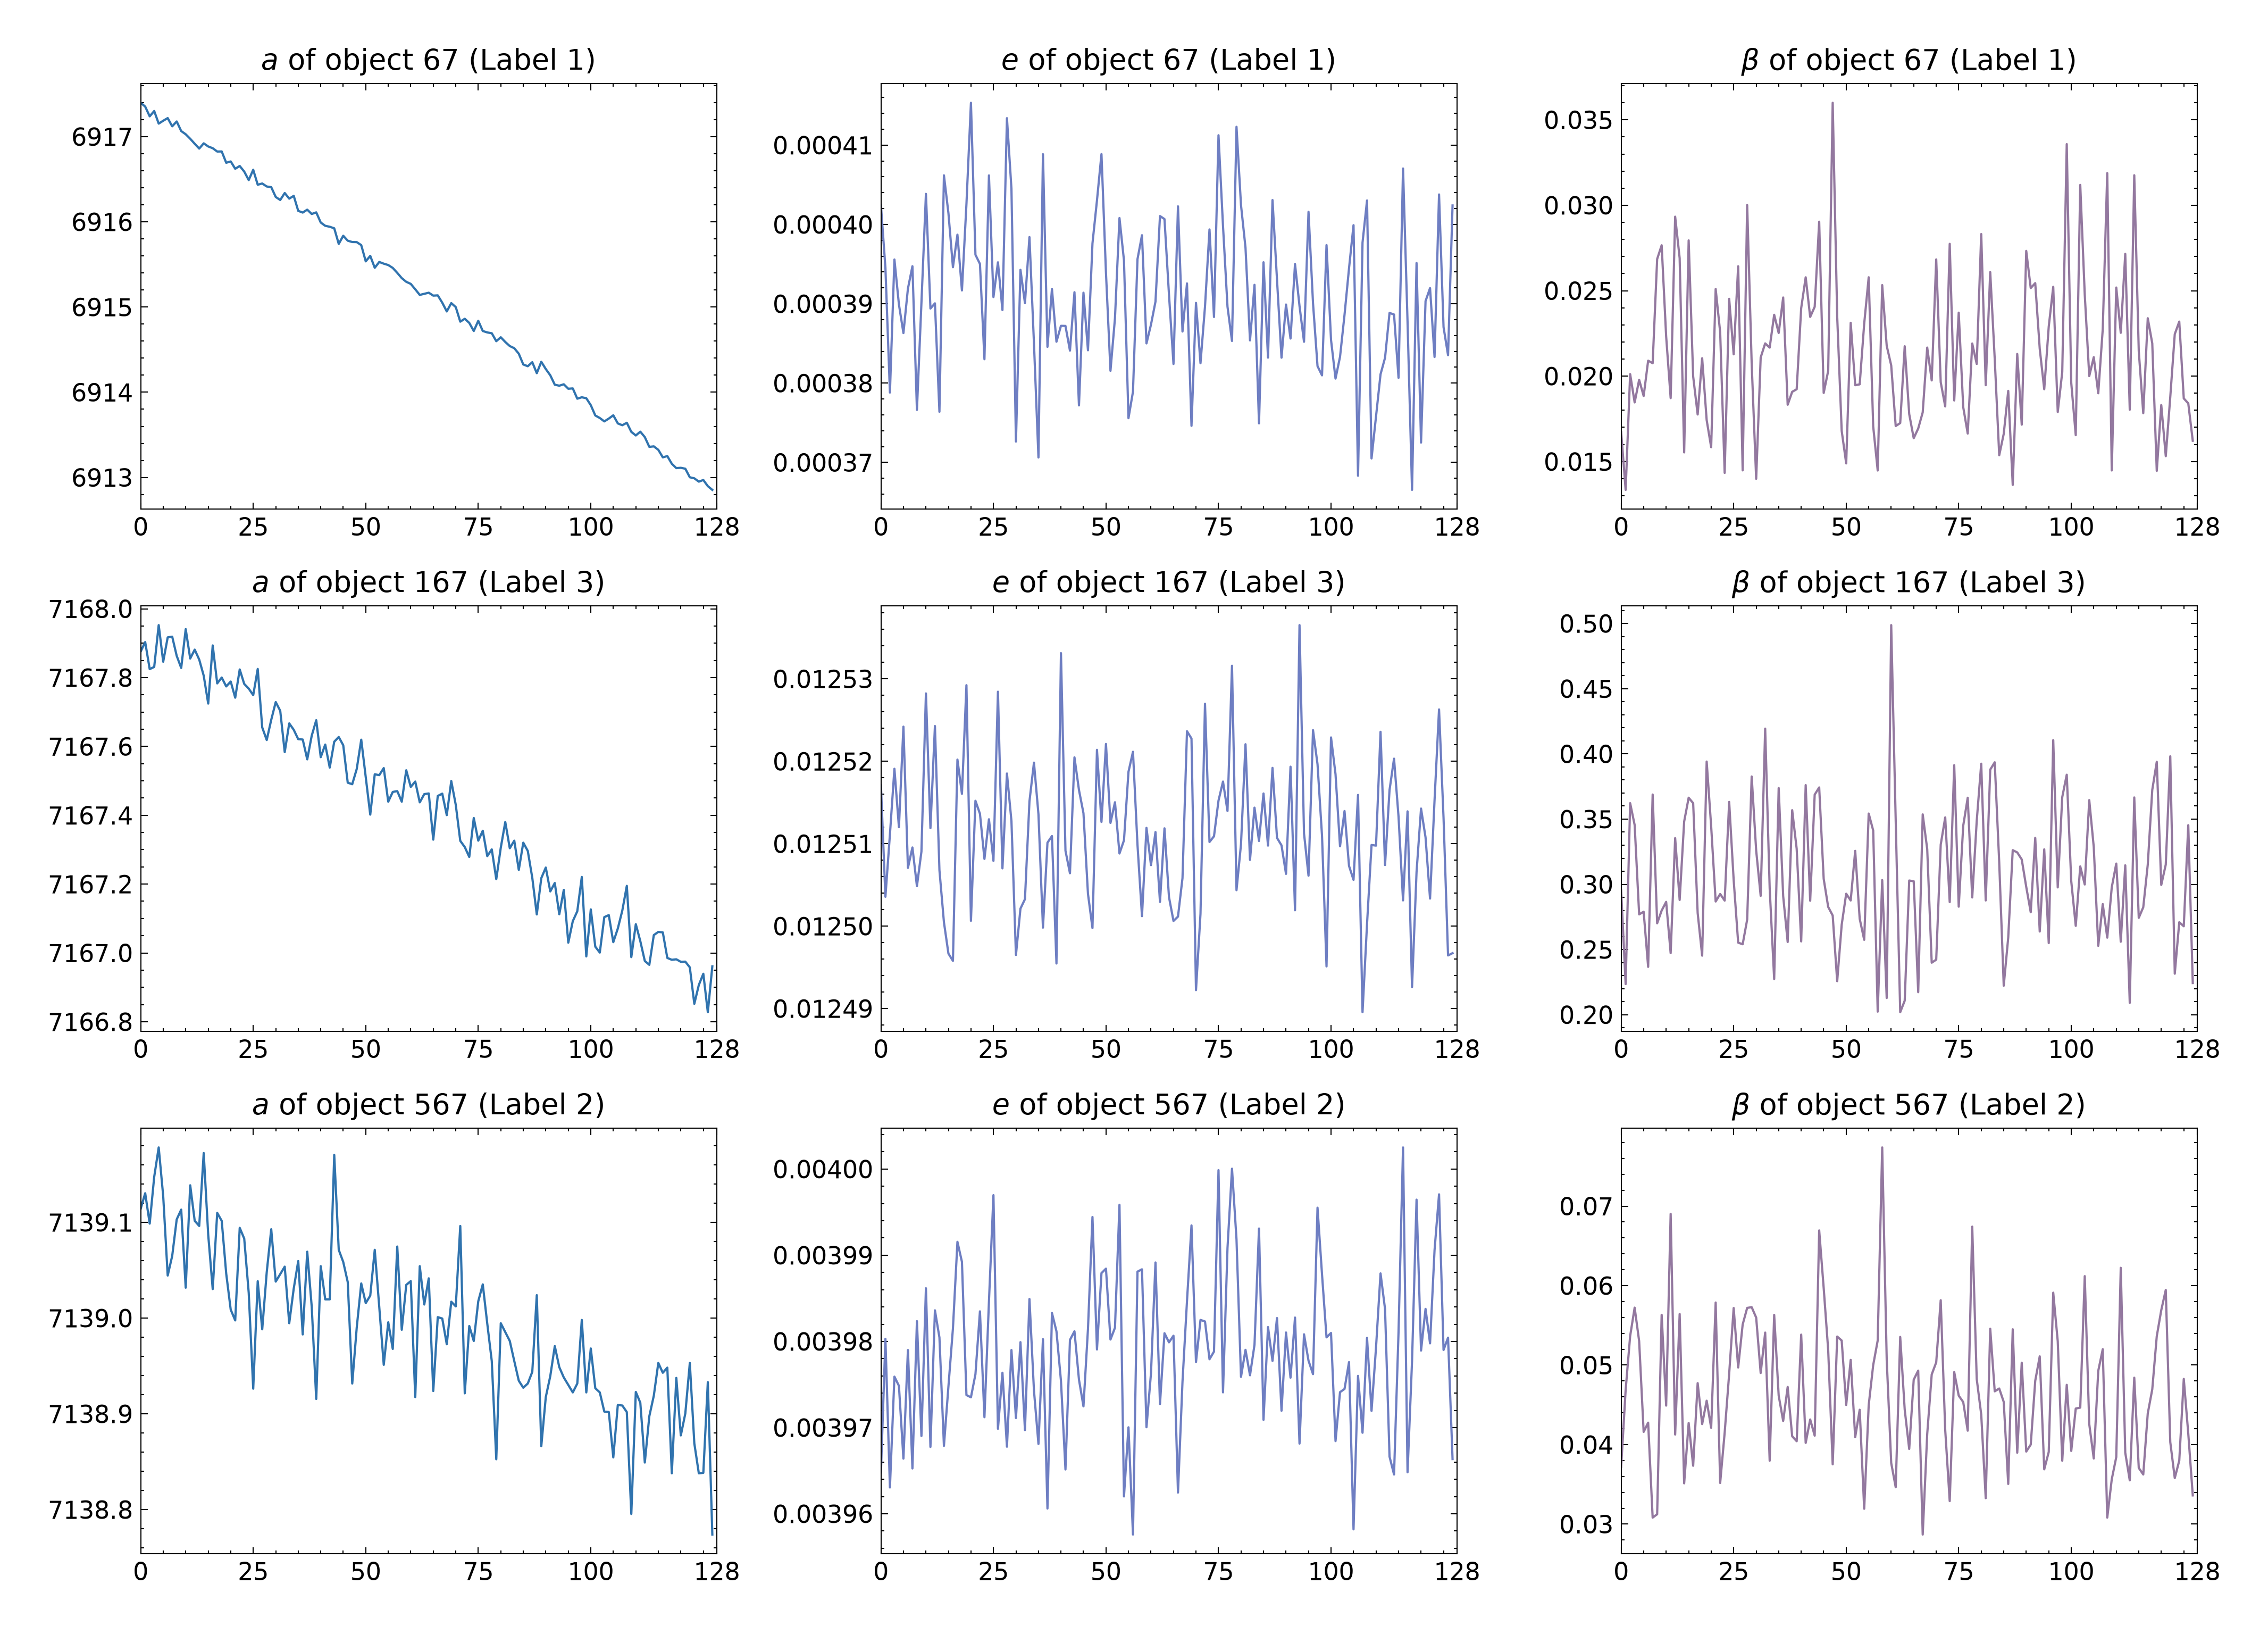 a of object 67 (Label 1)
6917
6916
6915
6914
6913
0 25 50 75 100 128
e of object 67 (Label 1)
0.00041
0.00040
0.00039
0.00038
0.00037
0 25 50 75 100 128
β of object 67 (Label 1)
0.035
0.030
0.025
0.020
0.015
0 25 50 75 100 128
a of object 167 (Label 3)
7168.0
7167.8
7167.6
7167.4
7167.2
7167.0
7166.8
0 25 50 75 100 128
e of object 167 (Label 3)
0.01253
0.01252
0.01251
0.01250
0.01249
0 25 50 75 100 128
β of object 167 (Label 3)
0.50
0.45
0.40
0.35
0.30
0.25
0.20
0 25 50 75 100 128
a of object 567 (Label 2)
7139.1
7139.0
7138.9
7138.8
0 25 50 75 100 128
e of object 567 (Label 2)
0.00400
0.00399
0.00398
0.00397
0.00396
0 25 50 75 100 128
β of object 567 (Label 2)
0.07
0.06
0.05
0.04
0.03
0 25 50 75 100 128